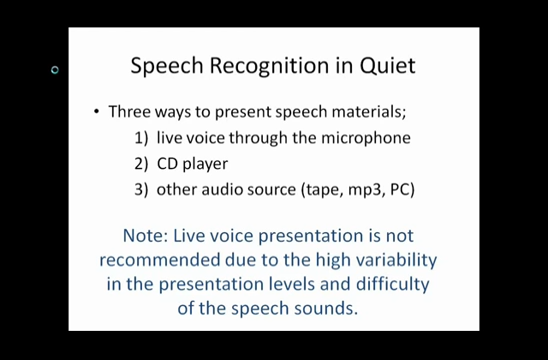 Speech Recognition in Quiet
• Three ways to present speech materials;
1) live voice through the microphone
2) CD player
3) other audio source (tape, mp3, PC)
Note: Live voice presentation is not
recommended due to the high variability
in the presentation levels and difficulty
of the speech sounds.